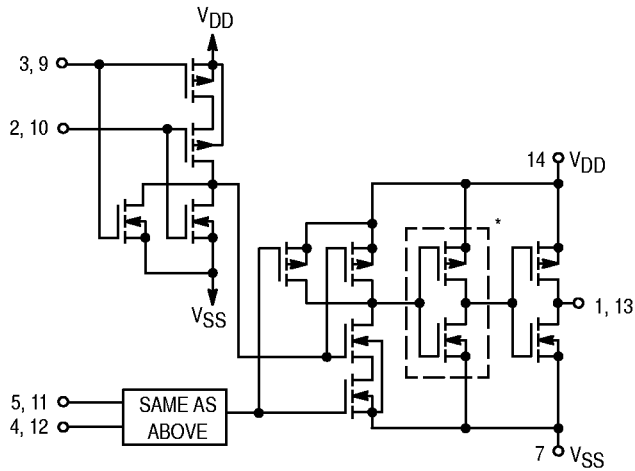 VDD
3, 9
2, 10
14 VDD
*
VSS
1, 13
5, 11
4, 12
SAME AS
ABOVE
7 VSS